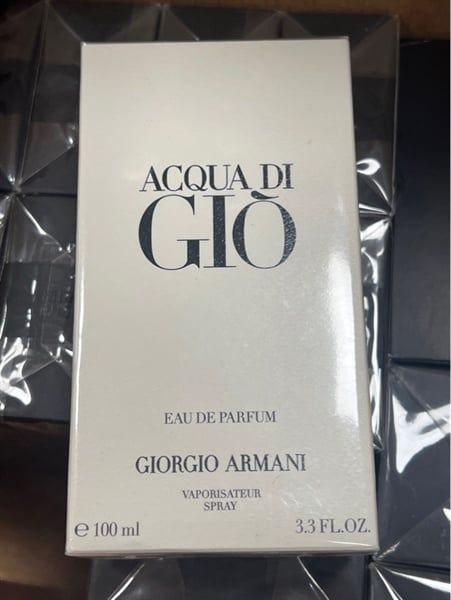 ACQUA DI
GIÒ
EAU DE PARFUM
GIORGIO ARMANI
VAPORISATEUR
SPRAY
℮ 100 ml 3.3 FL.OZ.